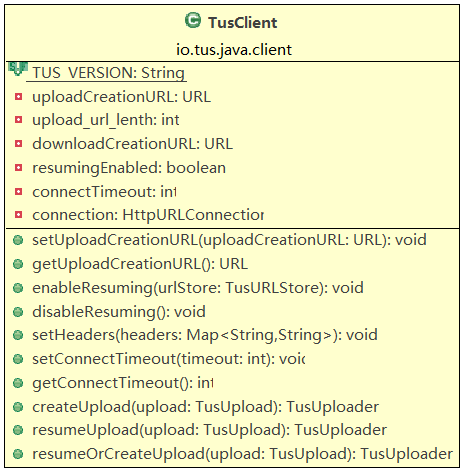 C TusClient
io.tus.java.client
S F TUS_VERSION: String
uploadCreationURL: URL
upload_url_lenth: int
downloadCreationURL: URL
resumingEnabled: boolean
connectTimeout: int
connection: HttpURLConnection
setUploadCreationURL(uploadCreationURL: URL): void
getUploadCreationURL(): URL
enableResuming(urlStore: TusURLStore): void
disableResuming(): void
setHeaders(headers: Map<String,String>): void
setConnectTimeout(timeout: int): void
getConnectTimeout(): int
createUpload(upload: TusUpload): TusUploader
resumeUpload(upload: TusUpload): TusUploader
resumeOrCreateUpload(upload: TusUpload): TusUploader